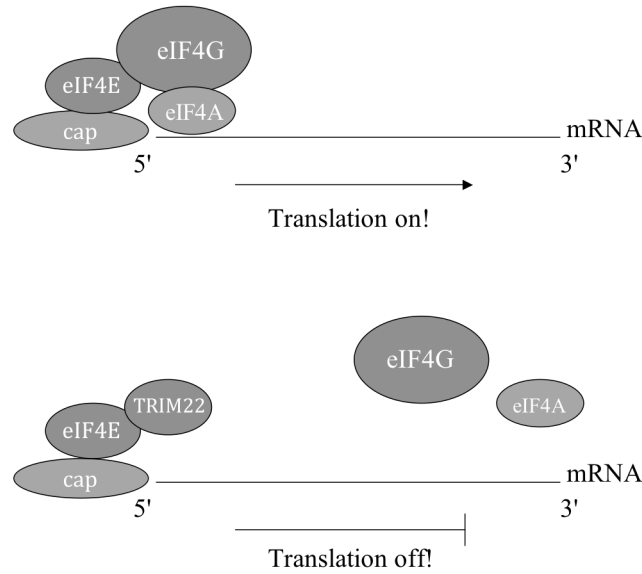 eIF4G
eIF4E
eIF4A
cap
mRNA
5' 3'
Translation on!
eIF4G
TRIM22
eIF4A
eIF4E
cap
mRNA
5' 3'
Translation off!